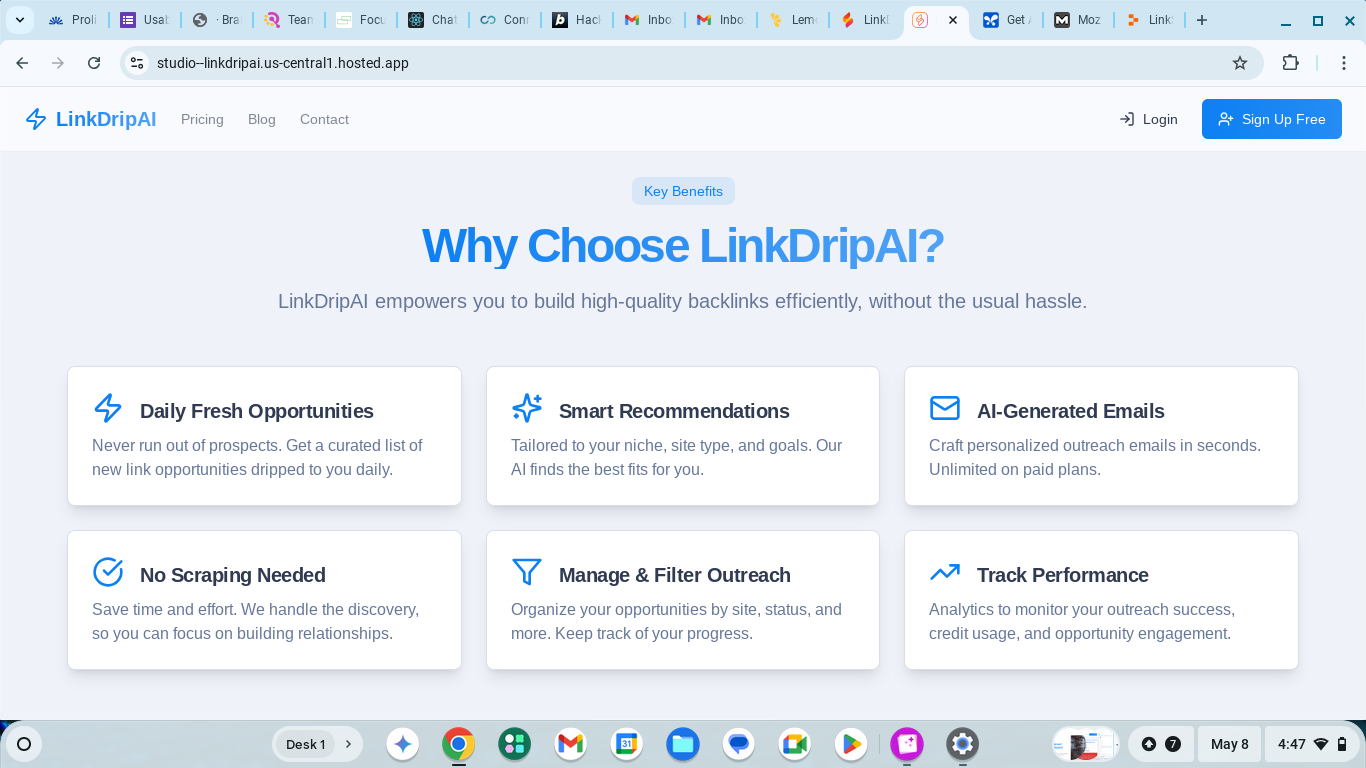 Proli
Usab
· Bra
Team
Focu
Chat
Conn
Hack
Inbo
Inbo
Lem
LinkD
Get
Moz
Link
studio--linkdripai.us-central1.hosted.app
LinkDripAI
Pricing
Blog
Contact
Login
Sign Up Free
Key Benefits
Why Choose LinkDripAI?
LinkDripAI empowers you to build high-quality backlinks efficiently, without the usual hassle.
Daily Fresh Opportunities
Never run out of prospects. Get a curated list of
new link opportunities dripped to you daily.
Smart Recommendations
Tailored to your niche, site type, and goals. Our
AI finds the best fits for you.
AI-Generated Emails
Craft personalized outreach emails in seconds.
Unlimited on paid plans.
No Scraping Needed
Save time and effort. We handle the discovery,
so you can focus on building relationships.
Manage & Filter Outreach
Organize your opportunities by site, status, and
more. Keep track of your progress.
Track Performance
Analytics to monitor your outreach success,
credit usage, and opportunity engagement.
Desk 1
31
7
May 8
4:47